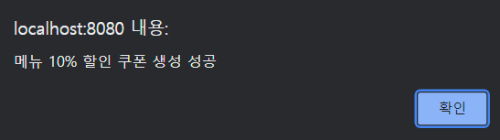 localhost:8080 내용:
메뉴 10% 할인 쿠폰 생성 성공
확인